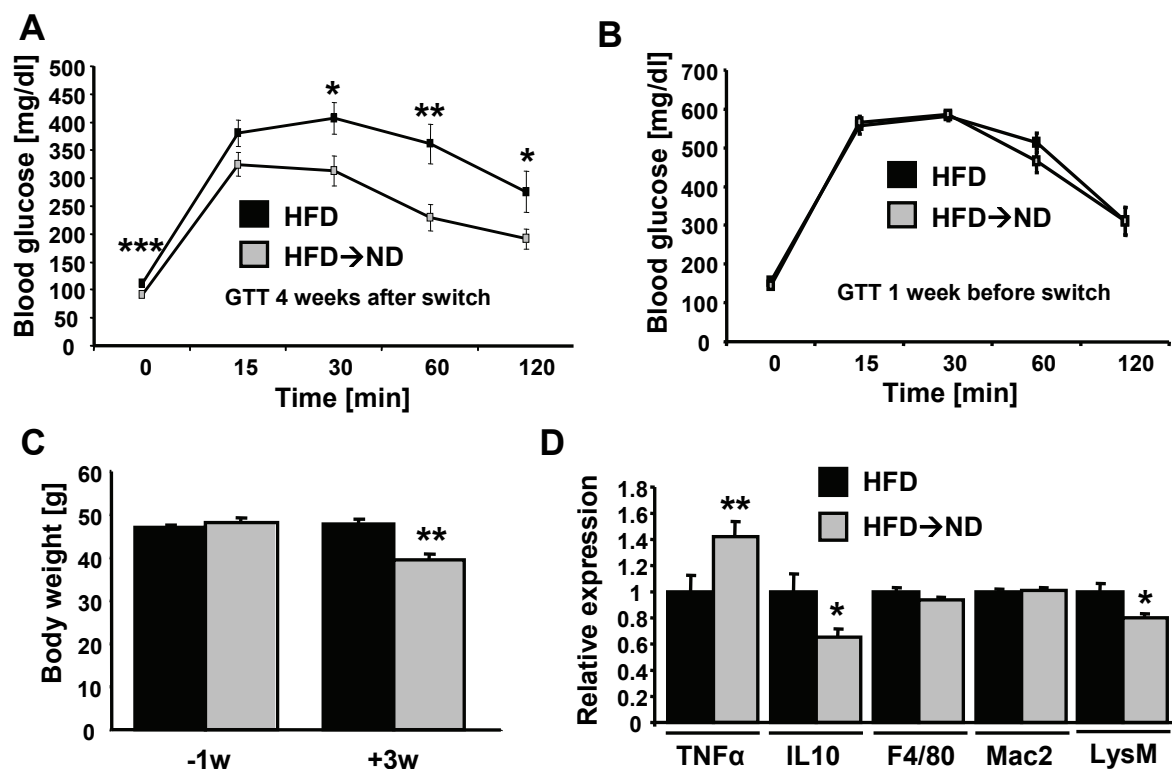 A
Blood glucose [mg/dl]
500
450
400
350
300
250
200
150
100
50
0
***
*
**
*
HFD
HFD→ND
GTT 4 weeks after switch
0 15 30 60 120
Time [min]
B
Blood glucose [mg/dl]
700
600
500
400
300
200
100
0
HFD
HFD→ND
GTT 1 week before switch
0 15 30 60 120
Time [min]
C
Body weight [g]
60
50
40
30
20
10
0
**
-1w +3w
D
Relative expression
1.8
1.6
1.4
1.2
1
0.8
0.6
0.4
0.2
0
HFD
HFD→ND
**
*
*
TNFα IL10 F4/80 Mac2 LysM